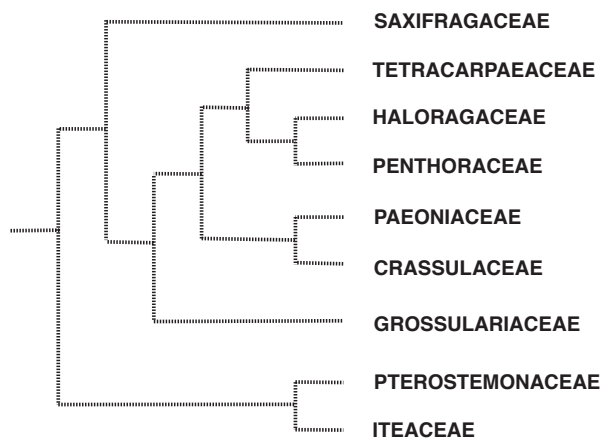 SAXIFRAGACEAE
TETRACARPAEACEAE
HALORAGACEAE
PENTHORACEAE
PAEONIACEAE
CRASSULACEAE
GROSSULARIACEAE
PTEROSTEMONACEAE
ITEACEAE